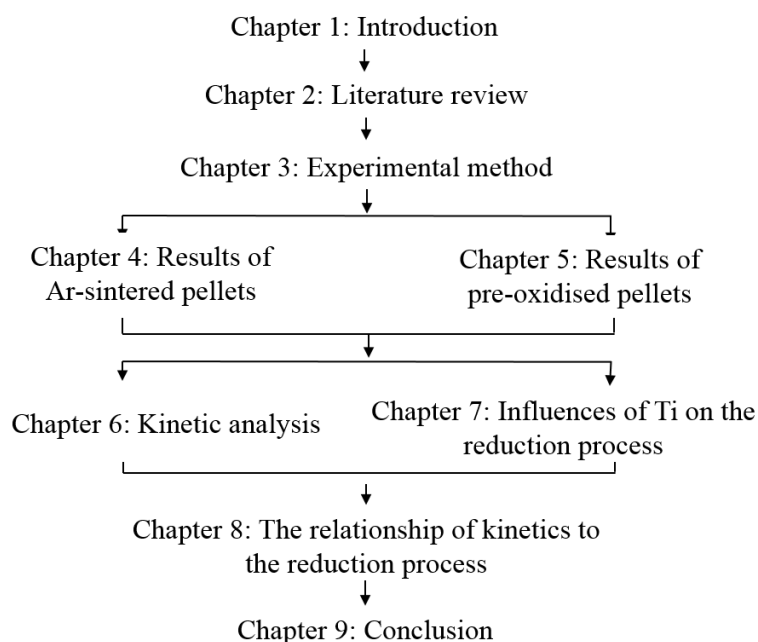 Chapter 1: Introduction
Chapter 2: Literature review
Chapter 3: Experimental method
Chapter 4: Results of
Ar-sintered pellets
Chapter 5: Results of
pre-oxidised pellets
Chapter 6: Kinetic analysis
Chapter 7: Influences of Ti on the
reduction process
Chapter 8: The relationship of kinetics to
the reduction process
Chapter 9: Conclusion